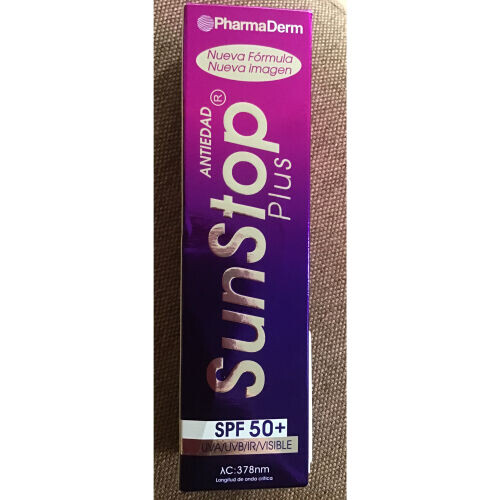 PharmaDerm
Nueva Fórmula
Nueva Imagen
ANTIEDAD
SunStop®
Plus
SPF 50+
UVA/UVB/IR/VISIBLE
λC:378nm
Longitud de onda crítica